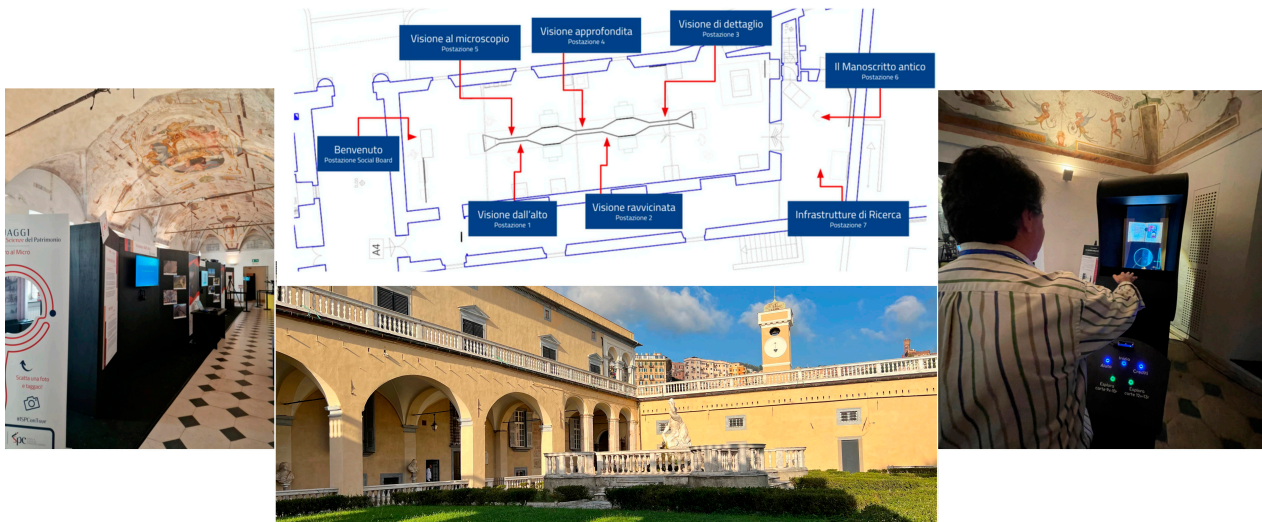 AGGI
Scienze del Patrimonio
al Micro
Scatta una foto
e taggaci!
Visione al microscopio
Postazione 5
Visione approfondita
Postazione 4
Visione di dettaglio
Postazione 3
Il Manoscritto antico
Postazione 6
Benvenuto
Postazione Social Board
Visione dall'alto
Postazione 1
Visione ravvicinata
Postazione 2
Infrastrutture di Ricerca
Postazione 7
A4
Esplora
Esplora